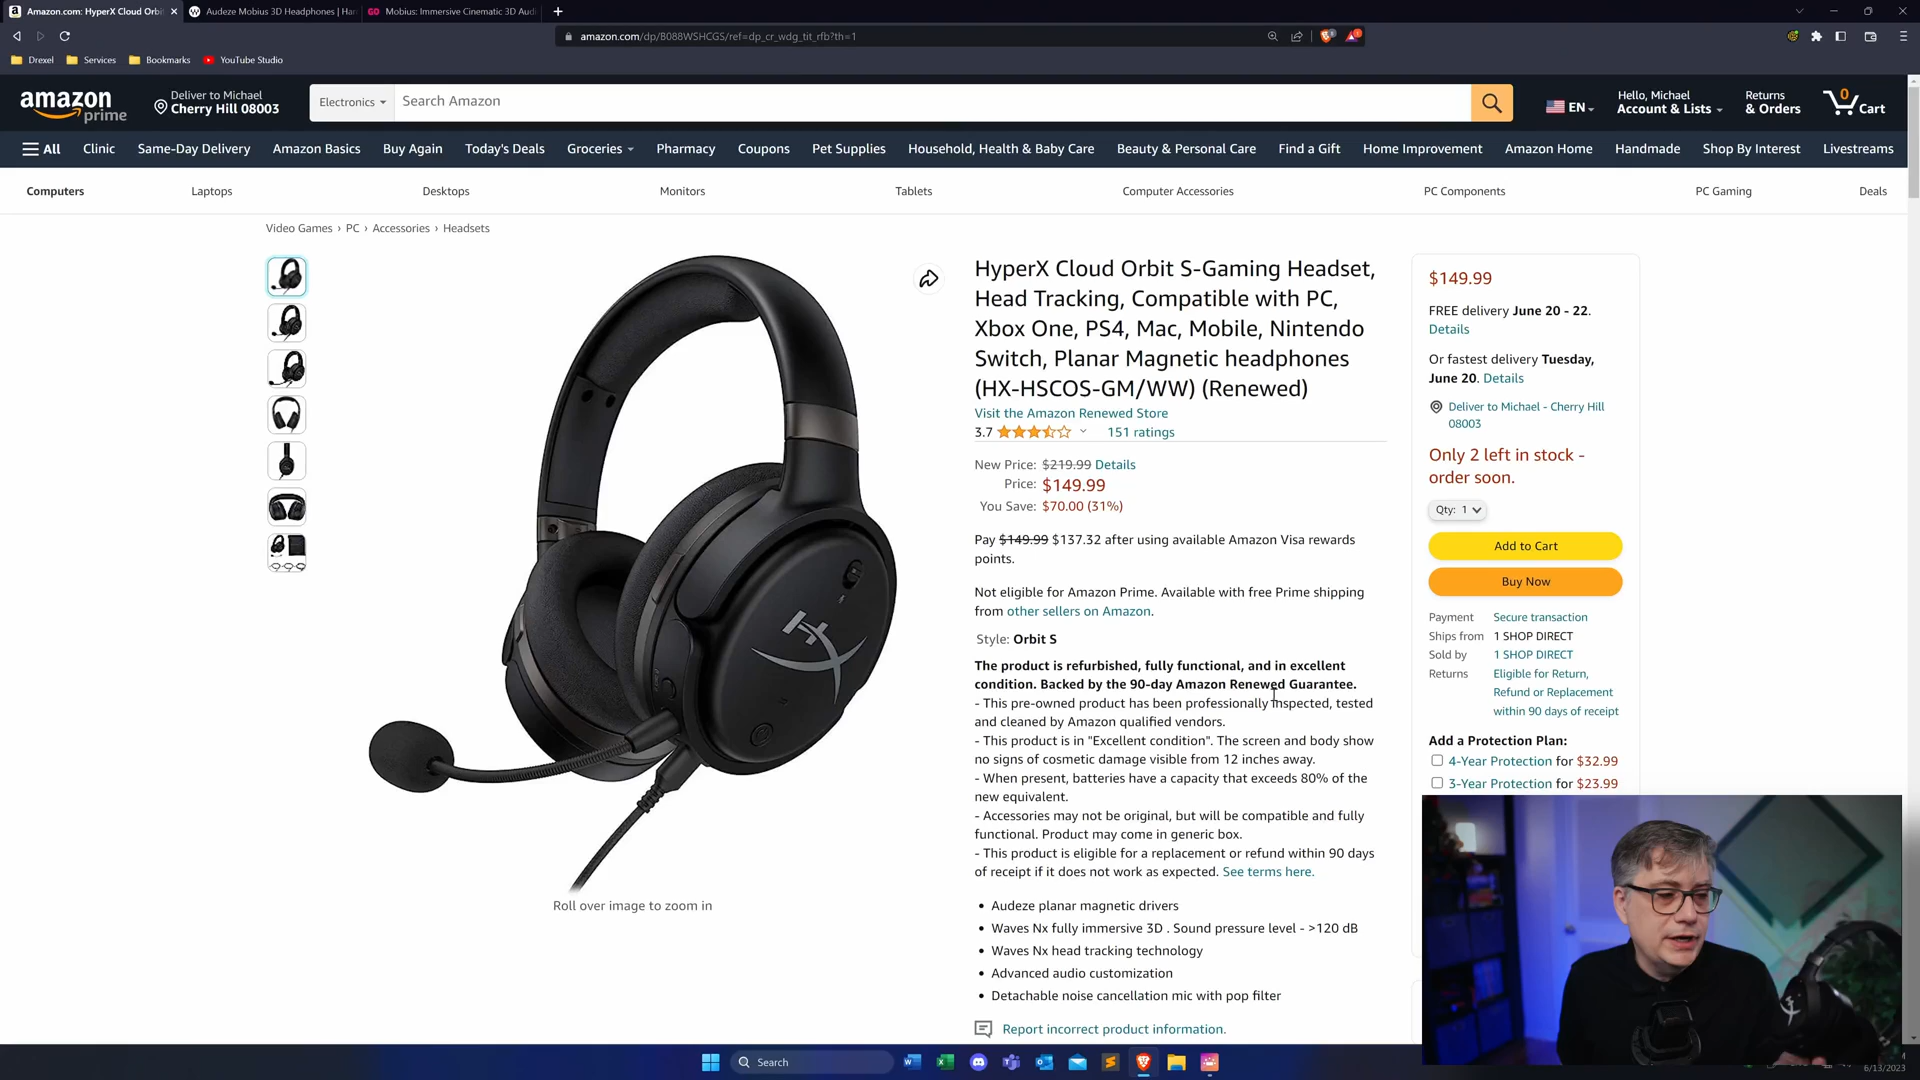 Amazon.com: HyperX Cloud Orbi
Audeze Mobius 3D Headphones | Har
Mobius: Immersive Cinematic 3D Aud
amazon.com/dp/B088WSHCGS/ref=dp_cr_wdg_tit_rfb?th=1
Drexel
Services
Bookmarks
YouTube Studio
amazon prime
Deliver to Michael
Cherry Hill 08003
Electronics
Search Amazon
EN
Hello, Michael
Account & Lists
Returns
& Orders
0
Cart
All
Clinic
Same-Day Delivery
Amazon Basics
Buy Again
Today's Deals
Groceries
Pharmacy
Coupons
Pet Supplies
Household, Health & Baby Care
Beauty & Personal Care
Find a Gift
Home Improvement
Amazon Home
Handmade
Shop By Interest
Livestreams
Computers
Laptops
Desktops
Monitors
Tablets
Computer Accessories
PC Components
PC Gaming
Deals
Video Games › PC › Accessories › Headsets
HyperX Cloud Orbit S-Gaming Headset,
Head Tracking, Compatible with PC,
Xbox One, PS4, Mac, Mobile, Nintendo
Switch, Planar Magnetic headphones
(HX-HSCOS-GM/WW) (Renewed)
Visit the Amazon Renewed Store
3.7
151 ratings
New Price: $219.99 Details
Price: $149.99
You Save: $70.00 (31%)
Pay $149.99 $137.32 after using available Amazon Visa rewards
points.
Not eligible for Amazon Prime. Available with free Prime shipping
from other sellers on Amazon.
Style: Orbit S
The product is refurbished, fully functional, and in excellent
condition. Backed by the 90-day Amazon Renewed Guarantee.
- This pre-owned product has been professionally inspected, tested
and cleaned by Amazon qualified vendors.
- This product is in "Excellent condition". The screen and body show
no signs of cosmetic damage visible from 12 inches away.
- When present, batteries have a capacity that exceeds 80% of the
new equivalent.
- Accessories may not be original, but will be compatible and fully
functional. Product may come in generic box.
- This product is eligible for a replacement or refund within 90 days
of receipt if it does not work as expected. See terms here.
• Audeze planar magnetic drivers
• Waves Nx fully immersive 3D . Sound pressure level - >120 dB
• Waves Nx head tracking technology
• Advanced audio customization
• Detachable noise cancellation mic with pop filter
Report incorrect product information.
Roll over image to zoom in
$149.99
FREE delivery June 20 - 22.
Details
Or fastest delivery Tuesday,
June 20. Details
Deliver to Michael - Cherry Hill
08003
Only 2 left in stock -
order soon.
Qty: 1
Add to Cart
Buy Now
Payment Secure transaction
Ships from 1 SHOP DIRECT
Sold by 1 SHOP DIRECT
Returns Eligible for Return,
Refund or Replacement
within 90 days of receipt
Add a Protection Plan:
4-Year Protection for $32.99
3-Year Protection for $23.99
Search
6/13/2023